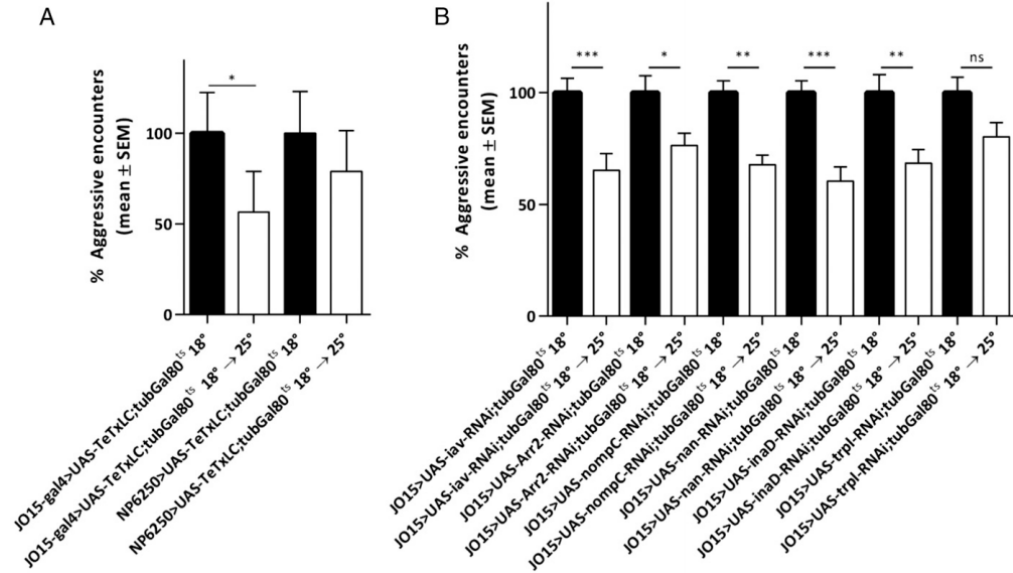 A
% Aggressive encounters
(mean ± SEM)
100
50
0
*
JO15-gal4>UAS-TeTxLC;tubGal80ts 18°
JO15-gal4>UAS-TeTxLC;tubGal80ts 18° → 25°
NP6250>UAS-TeTxLC;tubGal80ts 18°
NP6250>UAS-TeTxLC;tubGal80ts 18° → 25°
B
% Aggressive encounters
(mean ± SEM)
100
50
0
***
*
**
***
**
ns
JO15>UAS-iav-RNAi;tubGal80ts 18°
JO15>UAS-iav-RNAi;tubGal80ts 18° → 25°
JO15>UAS-Arr2-RNAi;tubGal80ts 18°
JO15>UAS-Arr2-RNAi;tubGal80ts 18° → 25°
JO15>UAS-nompC-RNAi;tubGal80ts 18°
JO15>UAS-nompC-RNAi;tubGal80ts 18° → 25°
JO15>UAS-nan-RNAi;tubGal80ts 18°
JO15>UAS-nan-RNAi;tubGal80ts 18° → 25°
JO15>UAS-inaD-RNAi;tubGal80ts 18°
JO15>UAS-inaD-RNAi;tubGal80ts 18° → 25°
JO15>UAS-trpl-RNAi;tubGal80ts 18°
JO15>UAS-trpl-RNAi;tubGal80ts 18° → 25°